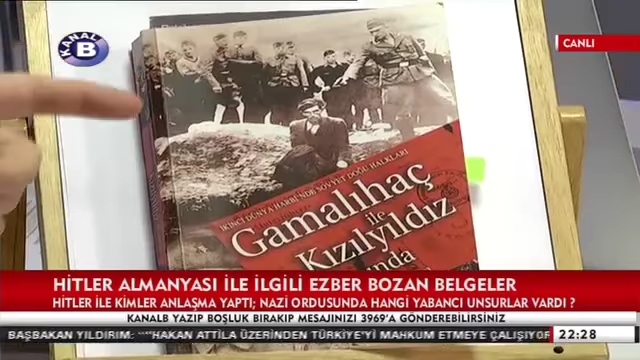 KANAL
B
CANLI
İKİNCİ DÜNYA HARBİ'NDE SOVYET DOĞU HALKLARI
Gamalıhaç
ile
Kızılyıldız
HİTLER ALMANYASI İLE İLGİLİ EZBER BOZAN BELGELER
HİTLER İLE KİMLER ANLAŞMA YAPTI; NAZİ ORDUSUNDA HANGİ YABANCI UNSURLAR VARDI ?
KANALB YAZIP BOŞLUK BIRAKIP MESAJINIZI 3969'A GÖNDEREBİLİRSİNİZ
BAŞBAKAN YILDIRIM: "HAKAN ATİLLA ÜZERİNDEN TÜRKİYE'Yİ MAHKUM ETMEYE ÇALIŞIYOR
22:28